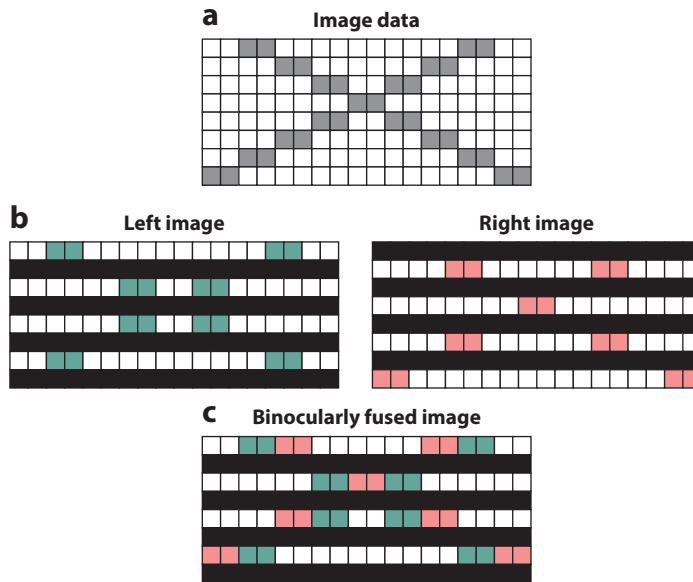 a
Image data
b
Left image
Right image
c
Binocularly fused image